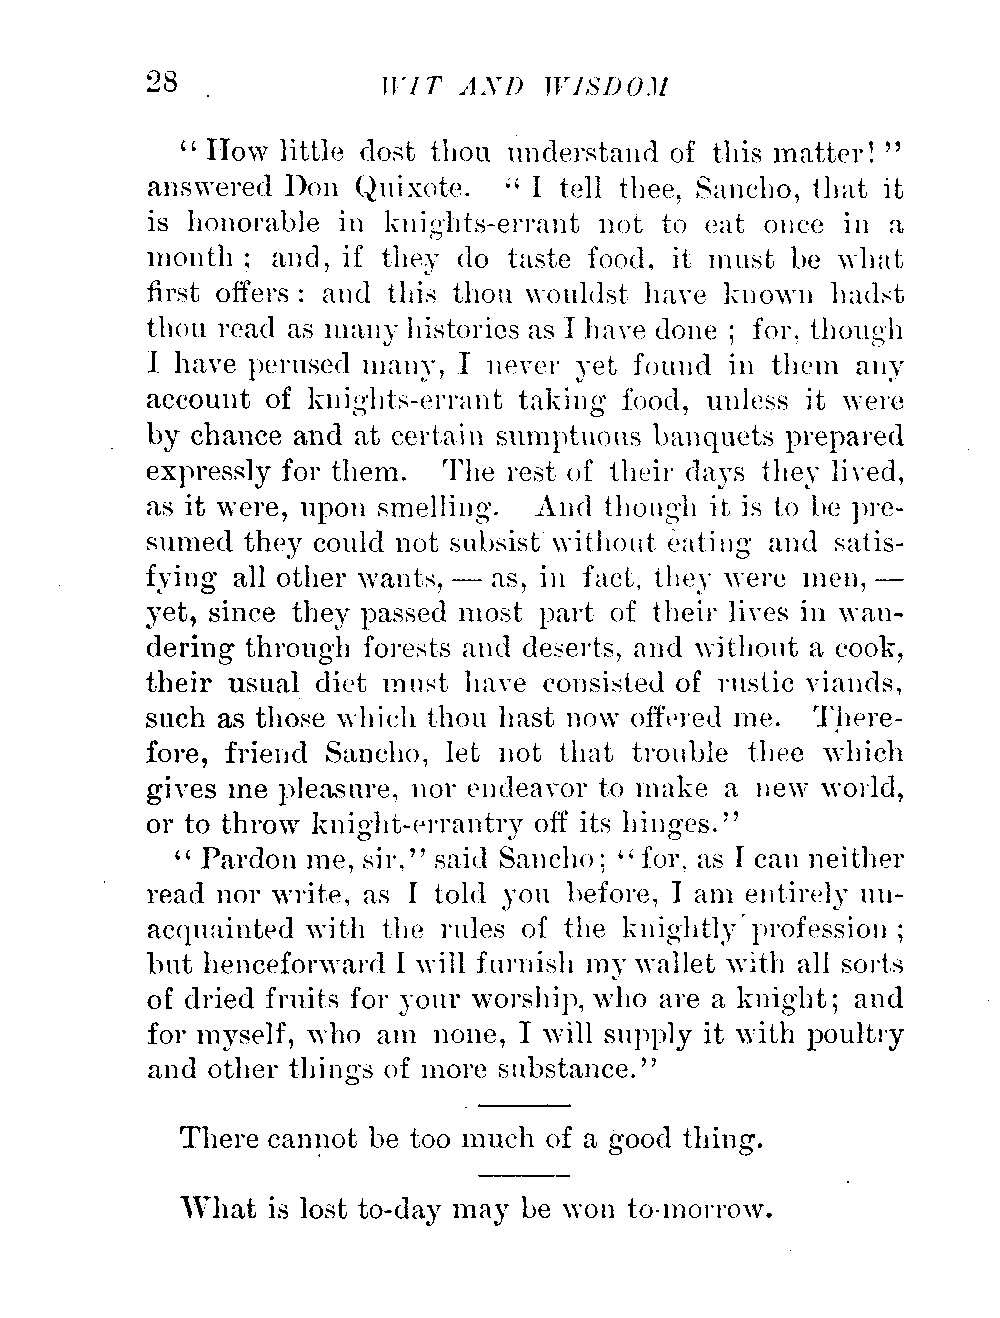 28 WIT AND WISDOM
“ How little dost thou understand of this matter! ”
answered Don Quixote. “ I tell thee, Sancho, that it
is honorable in knights-errant not to eat once in a
month ; and, if they do taste food, it must be what
first offers : and this thou wouldst have known hadst
thou read as many histories as I have done ; for, though
I have perused many, I never yet found in them any
account of knights-errant taking food, unless it were
by chance and at certain sumptuous banquets prepared
expressly for them. The rest of their days they lived,
as it were, upon smelling. And though it is to be pre-
sumed they could not subsist without eating and satis-
fying all other wants, — as, in fact, they were men, —
yet, since they passed most part of their lives in wan-
dering through forests and deserts, and without a cook,
their usual diet must have consisted of rustic viands,
such as those which thou hast now offered me. There-
fore, friend Sancho, let not that trouble thee which
gives me pleasure, nor endeavor to make a new world,
or to throw knight-errantry off its hinges.”
“ Pardon me, sir,” said Sancho ; “ for, as I can neither
read nor write, as I told you before, I am entirely un-
acquainted with the rules of the knightly profession ;
but henceforward I will furnish my wallet with all sorts
of dried fruits for your worship, who are a knight; and
for myself, who am none, I will supply it with poultry
and other things of more substance.”
There cannot be too much of a good thing.
What is lost to-day may be won to-morrow.